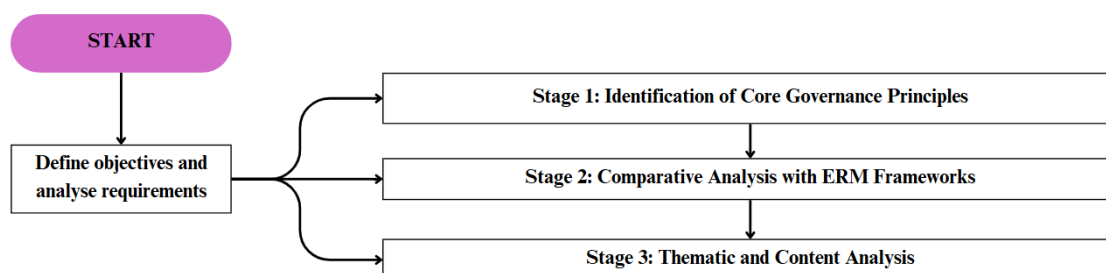 START
Stage 1: Identification of Core Governance Principles
Define objectives and
analyse requirements
Stage 2: Comparative Analysis with ERM Frameworks
Stage 3: Thematic and Content Analysis